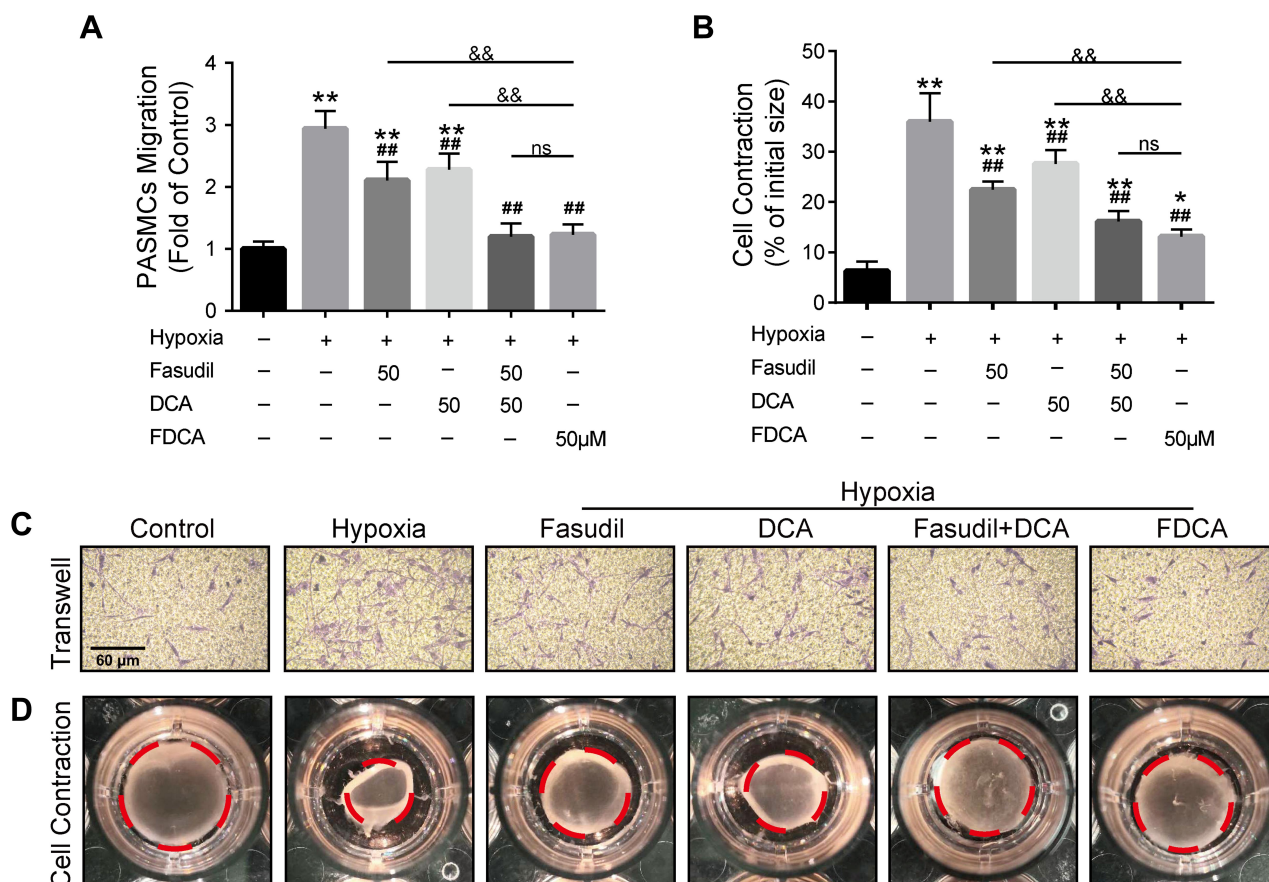 A
PASMCs Migration
(Fold of Control)
4
3
2
1
0
**
**
##
**
##
##
##
&&
&&
ns
Hypoxia – + + + + +
Fasudil – – 50 – 50 –
DCA – – – 50 50 –
FDCA – – – – – 50µM
B
Cell Contraction
(% of initial size)
50
40
30
20
10
0
**
**
##
**
##
**
##
*
##
&&
&&
ns
Hypoxia – + + + + +
Fasudil – – 50 – 50 –
DCA – – – 50 50 –
FDCA – – – – – 50µM
Hypoxia
C
Control Hypoxia Fasudil DCA Fasudil+DCA FDCA
Transwell
60 µm
D
Cell Contraction